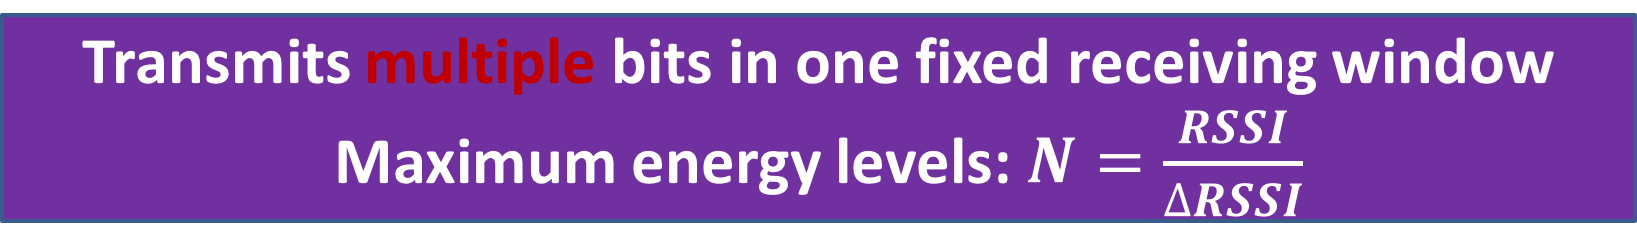 Transmits multiple bits in one fixed receiving window
Maximum energy levels: N = RSSI / ΔRSSI